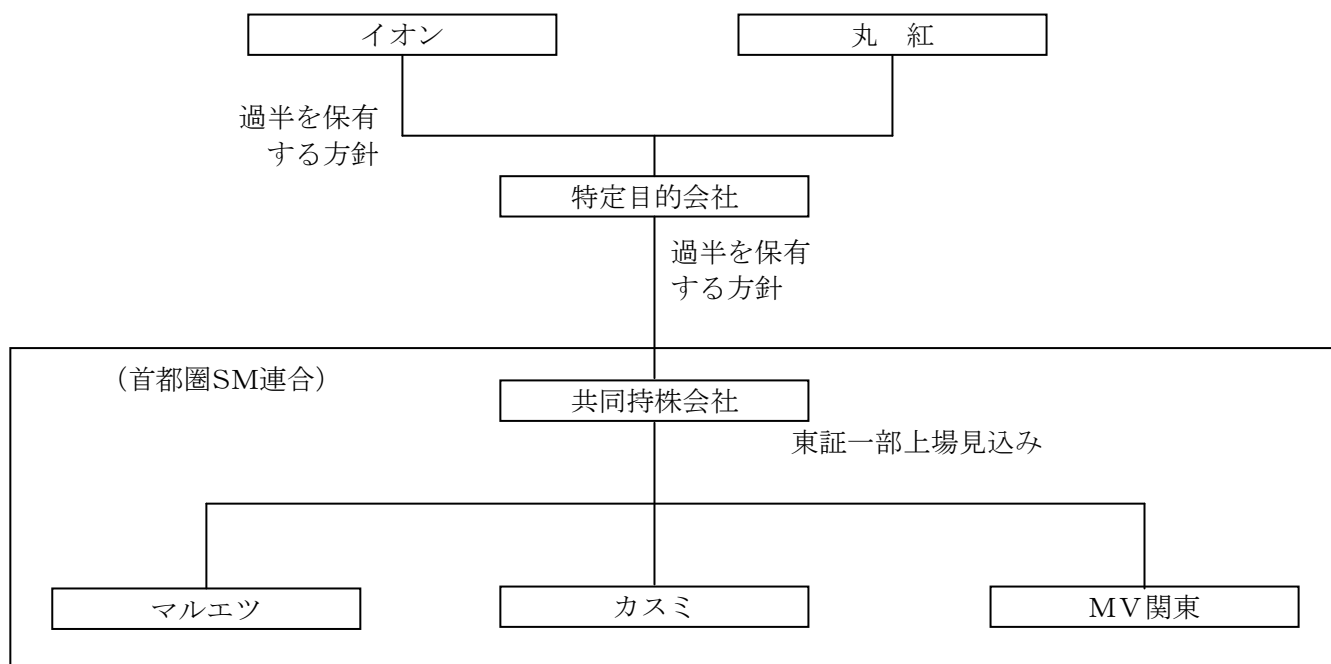 イオン
丸　紅
過半を保有
する方針
特定目的会社
過半を保有
する方針
（首都圏SM連合）
共同持株会社
東証一部上場見込み
マルエツ
カスミ
ＭＶ関東